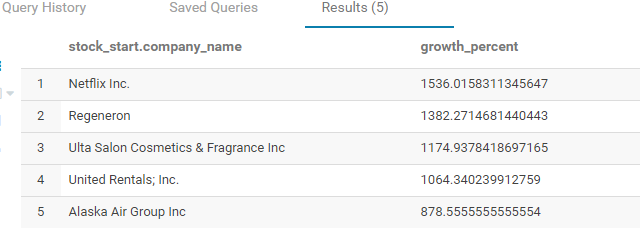 Query History Saved Queries Results (5)
stock_start.company_name growth_percent
1 Netflix Inc. 1536.0158311345647
2 Regeneron 1382.2714681440443
3 Ulta Salon Cosmetics & Fragrance Inc 1174.9378418697165
4 United Rentals; Inc. 1064.340239912759
5 Alaska Air Group Inc 878.5555555555554